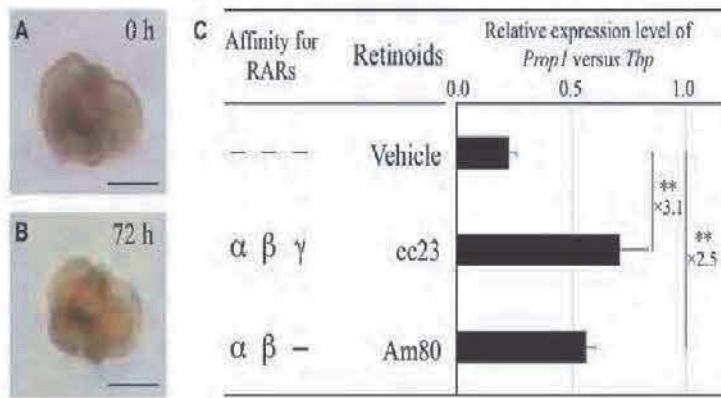 A 0 h
B 72 h
C
Affinity for RARs
Retinoids
Relative expression level of
Prop1 versus Tbp
0.0 0.5 1.0
– – – Vehicle
α β γ ec23
α β – Am80
**
×3.1
**
×2.5